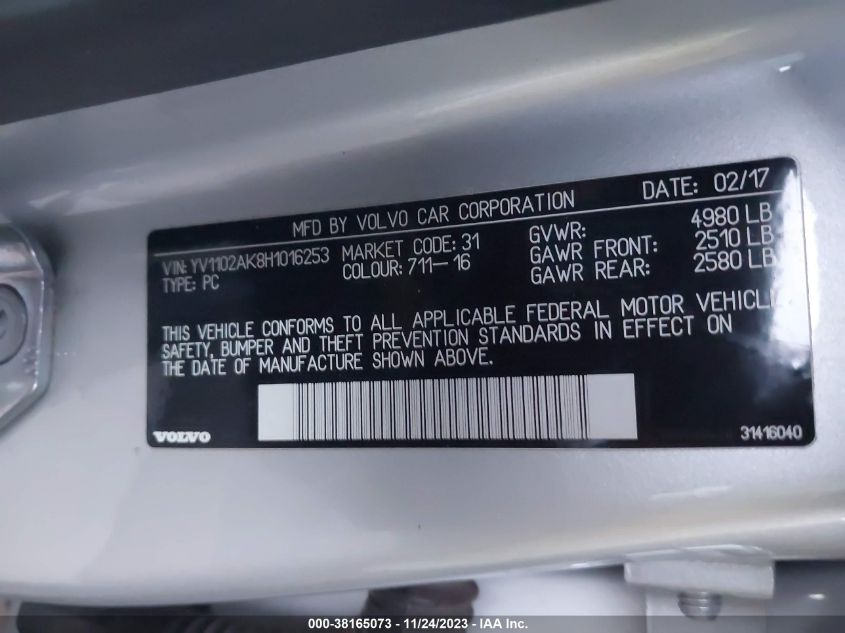 MFD BY VOLVO CAR CORPORATION DATE: 02/17
VIN: YV1102AK8H1016253 MARKET CODE: 31 GVWR: 4980 LB
TYPE: PC COLOUR: 711-16 GAWR FRONT: 2510 LB
GAWR REAR: 2580 LB
THIS VEHICLE CONFORMS TO ALL APPLICABLE FEDERAL MOTOR VEHICLE
SAFETY, BUMPER AND THEFT PREVENTION STANDARDS IN EFFECT ON
THE DATE OF MANUFACTURE SHOWN ABOVE.
VOLVO 31416040
000-38165073 - 11/24/2023 - IAA Inc.